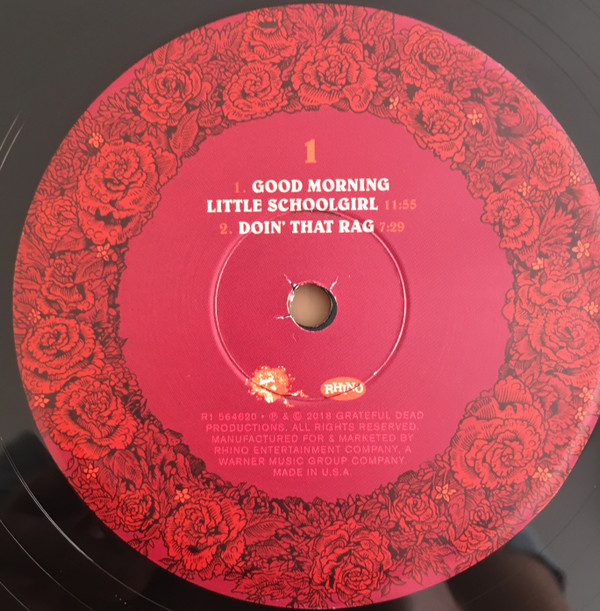 1
1. GOOD MORNING
LITTLE SCHOOLGIRL 11:55
2. DOIN' THAT RAG 7:29
RHINO
R1 564620 • ℗ & © 2016 GRATEFUL DEAD
PRODUCTIONS. ALL RIGHTS RESERVED.
MANUFACTURED FOR & MARKETED BY
RHINO ENTERTAINMENT COMPANY, A
WARNER MUSIC GROUP COMPANY.
MADE IN U.S.A.